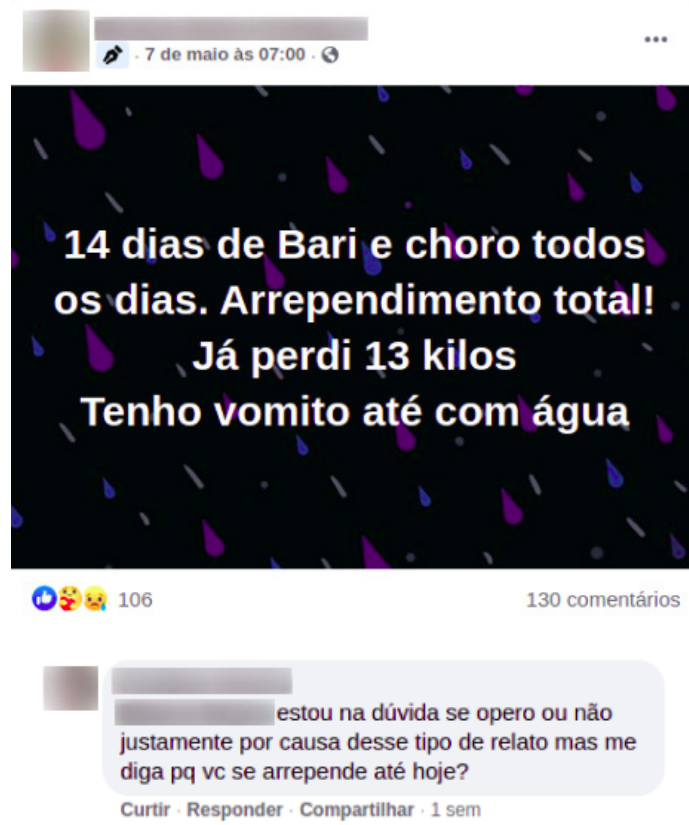 7 de maio às 07:00
14 dias de Bari e choro todos
os dias. Arrependimento total!
Já perdi 13 kilos
Tenho vomito até com água
106
130 comentários
estou na dúvida se opero ou não
justamente por causa desse tipo de relato mas me
diga pq vc se arrepende até hoje?
Curtir · Responder · Compartilhar · 1 sem